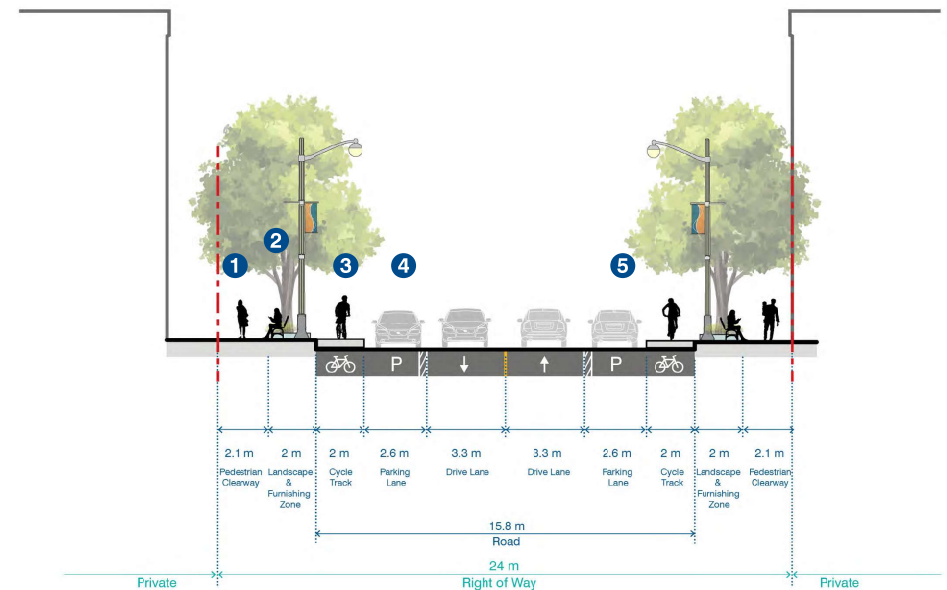 1
2
3
4
5
P
↓
↑
P
2.1 m
2 m
2 m
2.6 m
3.3 m
3.3 m
2.6 m
2 m
2 m
2.1 m
Pedestrian
Clearway
Landscape
&
Furnishing
Zone
Cycle
Track
Parking
Lane
Drive Lane
Drive Lane
Parking
Lane
Cycle
Track
Landscape
&
Furnishing
Zone
Pedestrian
Clearway
15.8 m
Road
24 m
Private
Right of Way
Private